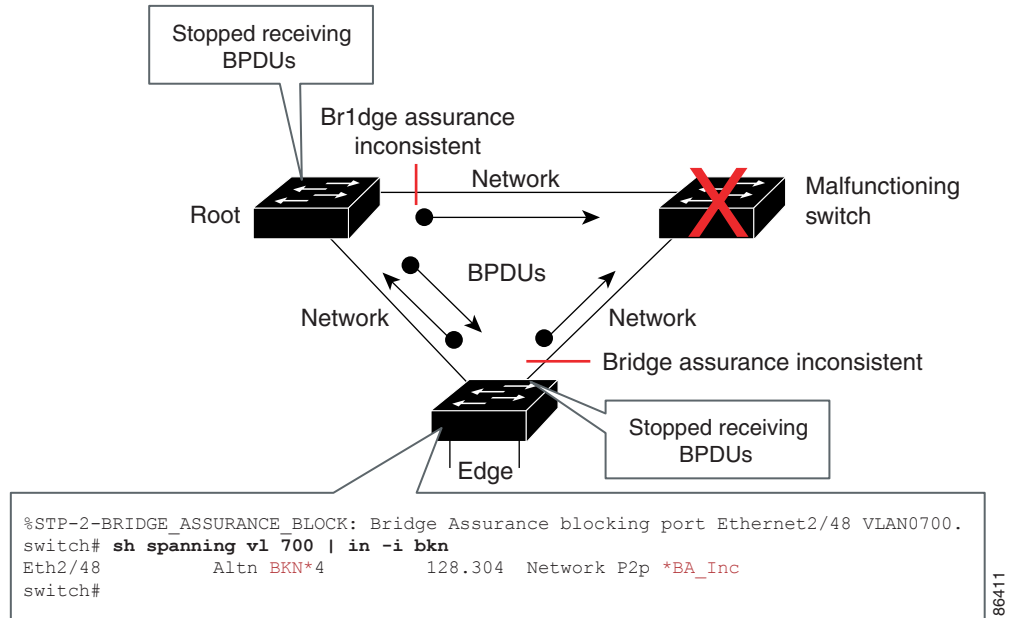 Stopped receiving
BPDUs
Br1dge assurance
inconsistent
Network
Root
Malfunctioning
switch
BPDUs
Network
Network
Bridge assurance inconsistent
Stopped receiving
BPDUs
Edge
%STP-2-BRIDGE_ASSURANCE_BLOCK: Bridge Assurance blocking port Ethernet2/48 VLAN0700.
switch# sh spanning vl 700 | in -i bkn
Eth2/48 Altn BKN*4 128.304 Network P2p *BA_Inc
switch#
86411